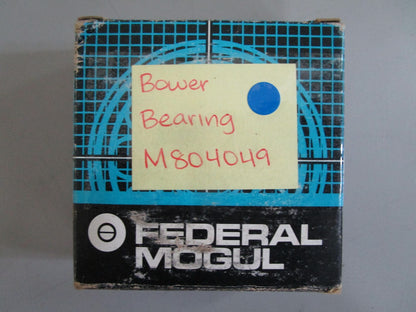 Bower
Bearing
M804049
FEDERAL
MOGUL